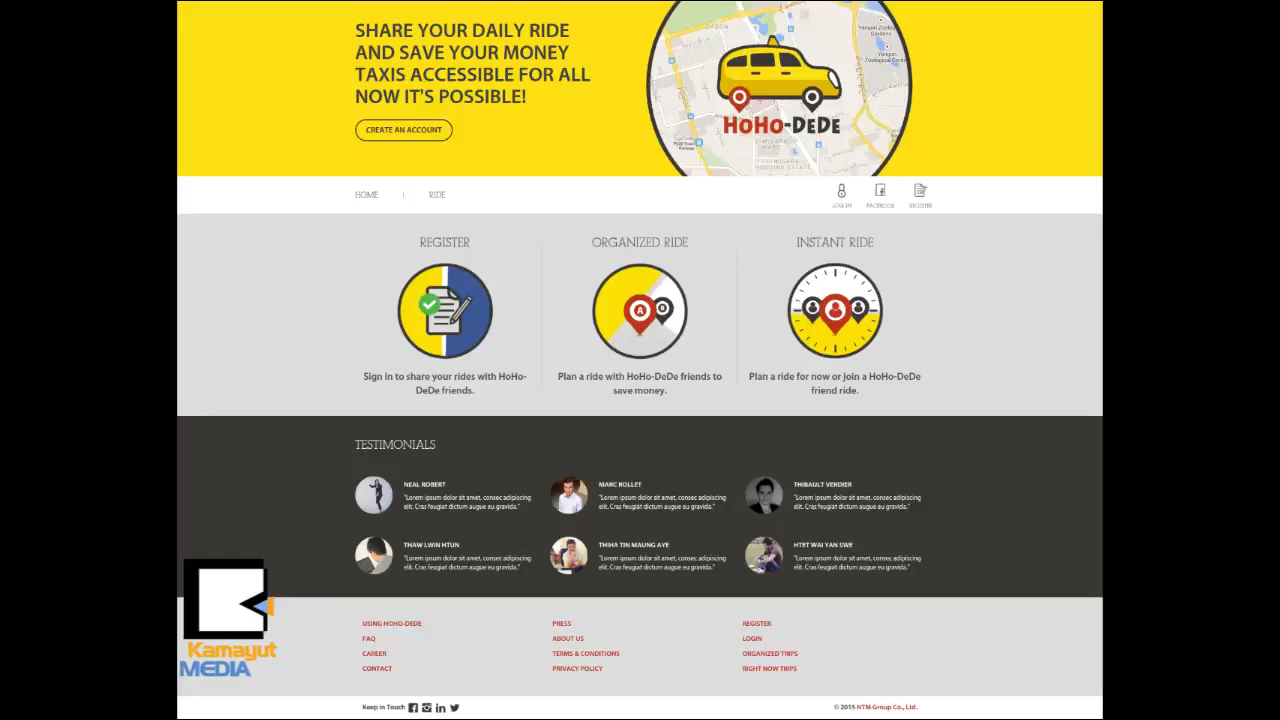 SHARE YOUR DAILY RIDE
AND SAVE YOUR MONEY
TAXIS ACCESSIBLE FOR ALL
NOW IT'S POSSIBLE!
CREATE AN ACCOUNT
Yangon Zoological
Gardens
Yangon
HoHo-DeDe
HOME | RIDE
LOG IN FACEBOOK REGISTER
REGISTER ORGANIZED RIDE INSTANT RIDE
A B
Sign in to share your rides with HoHo-
DeDe friends.
Plan a ride with HoHo-DeDe friends to
save money.
Plan a ride for now or join a HoHo-DeDe
friend ride.
TESTIMONIALS
NEAL ROBERT
"Lorem ipsum dolor sit amet, consec adipiscing
elit. Cras feugiat dictum augue eu gravida."
MARC ROLLET
"Lorem ipsum dolor sit amet, consec adipiscing
elit. Cras feugiat dictum augue eu gravida."
THIBAULT VERDIER
"Lorem ipsum dolor sit amet, consec adipiscing
elit. Cras feugiat dictum augue eu gravida."
THAW LWIN HTUN
"Lorem ipsum dolor sit amet, consec adipiscing
elit. Cras feugiat dictum augue eu gravida."
THIHA TIN MAUNG AYE
"Lorem ipsum dolor sit amet, consec adipiscing
elit. Cras feugiat dictum augue eu gravida."
HTET WAI YAN SWE
"Lorem ipsum dolor sit amet, consec adipiscing
elit. Cras feugiat dictum augue eu gravida."
Kamayut
MEDIA
USING HOHO-DEDE PRESS REGISTER
FAQ ABOUT US LOGIN
CAREER TERMS & CONDITIONS ORGANIZED TRIPS
CONTACT PRIVACY POLICY RIGHT NOW TRIPS
Keep in Touch
© 2015 NTM Group Co., Ltd.